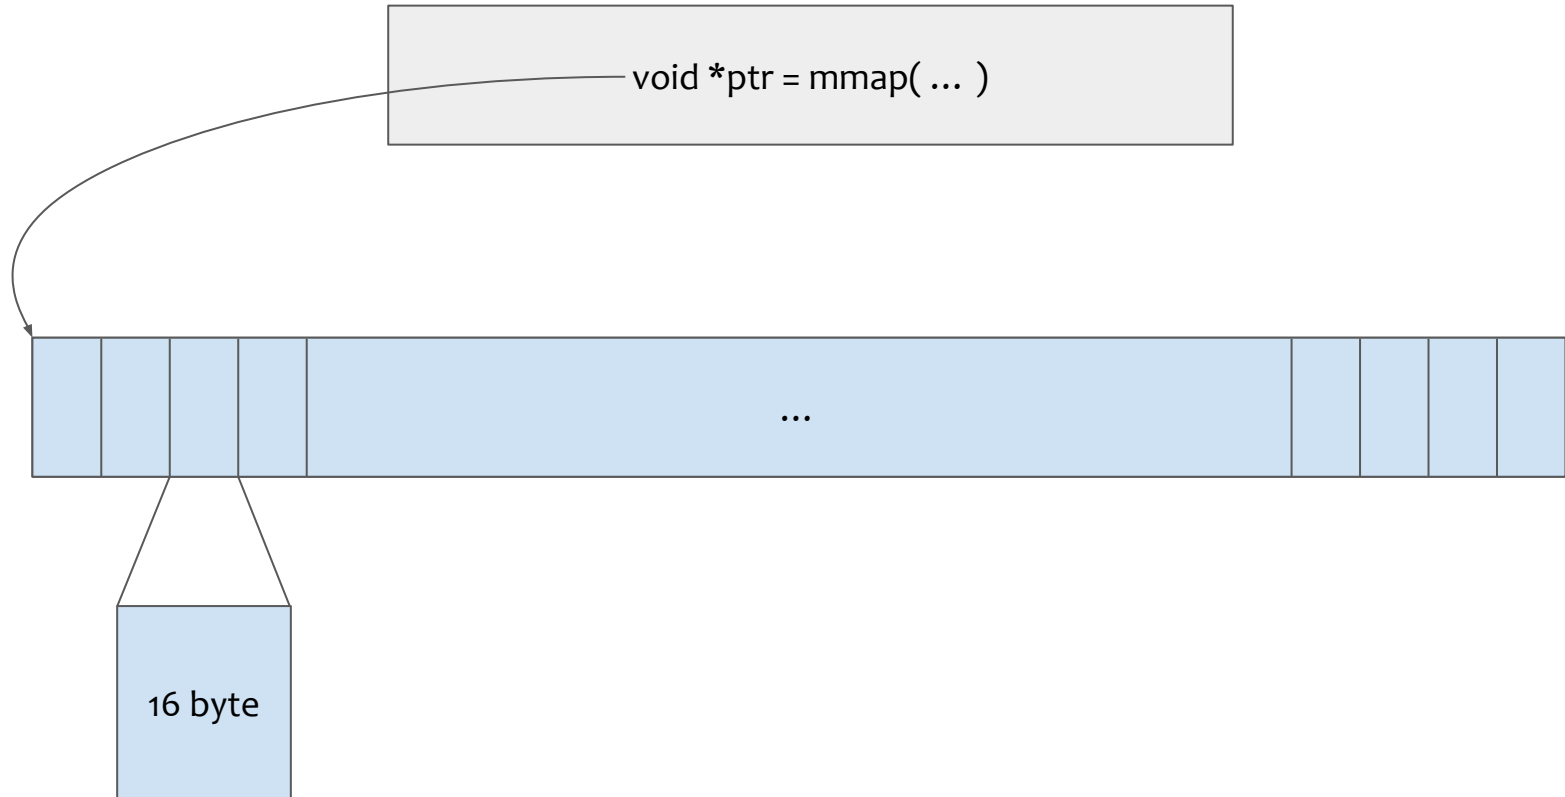 void *ptr = mmap( ... )
...
16 byte